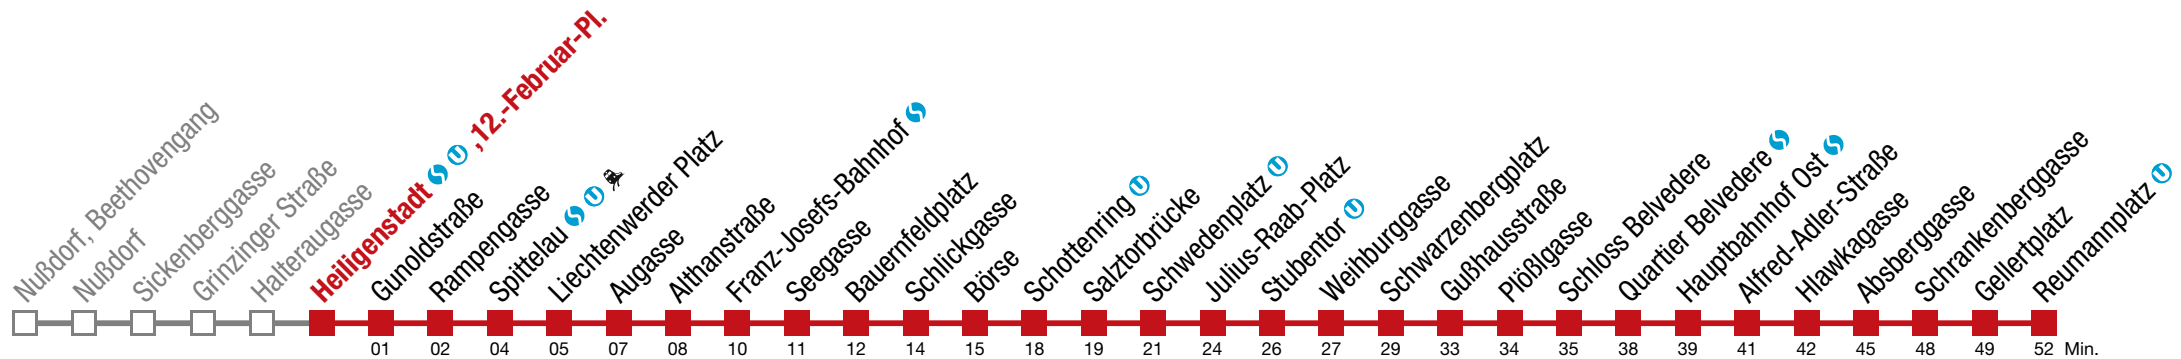 Nußdorf, Beethovengang
Nußdorf
Sickenberggasse
Grinzinger Straße
Halteraugasse
Heiligenstadt S U ,12.-Februar-Pl.
Gunoldstraße
Rampengasse
Spittelau S U
Liechtenwerder Platz
Augasse
Althanstraße
Franz-Josefs-Bahnhof S
Seegasse
Bauernfeldplatz
Schlickgasse
Börse
Schottenring U
Salztorbrücke
Schwedenplatz U
Julius-Raab-Platz
Stubentor U
Weihburggasse
Schwarzenbergplatz
Gußhausstraße
Plößlgasse
Schloss Belvedere
Quartier Belvedere S
Hauptbahnhof Ost S
Alfred-Adler-Straße
Hlawkagasse
Absberggasse
Schrankenberggasse
Gellertplatz
Reumannplatz U
01 02 04 05 07 08 10 11 12 14 15 18 19 21 24 26 27 29 33 34 35 38 39 41 42 45 48 49 52 Min.